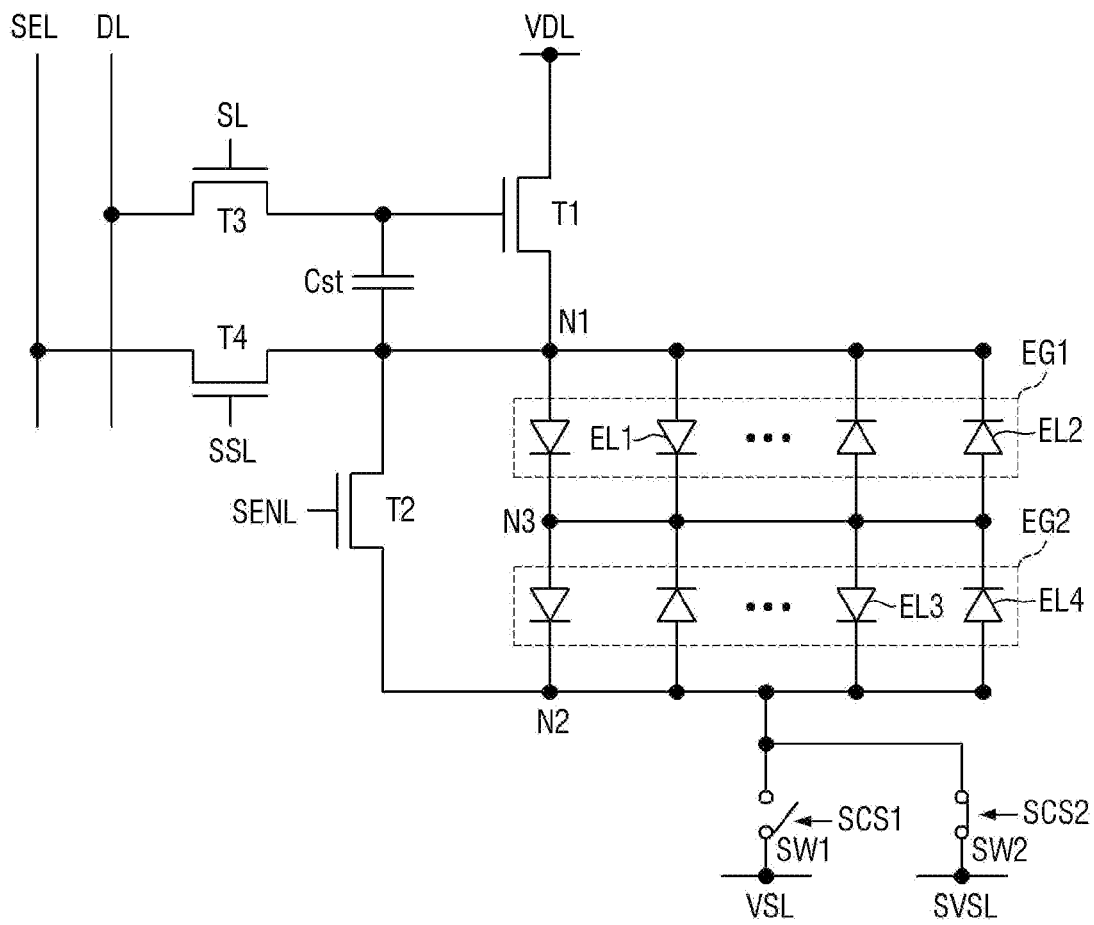 SEL DL VDL
SL
T3 T1
Cst
T4 N1
EG1
EL1 EL2
SSL
SENL T2 N3
EG2
EL3 EL4
N2
SCS1 SCS2
SW1 SW2
VSL SVSL